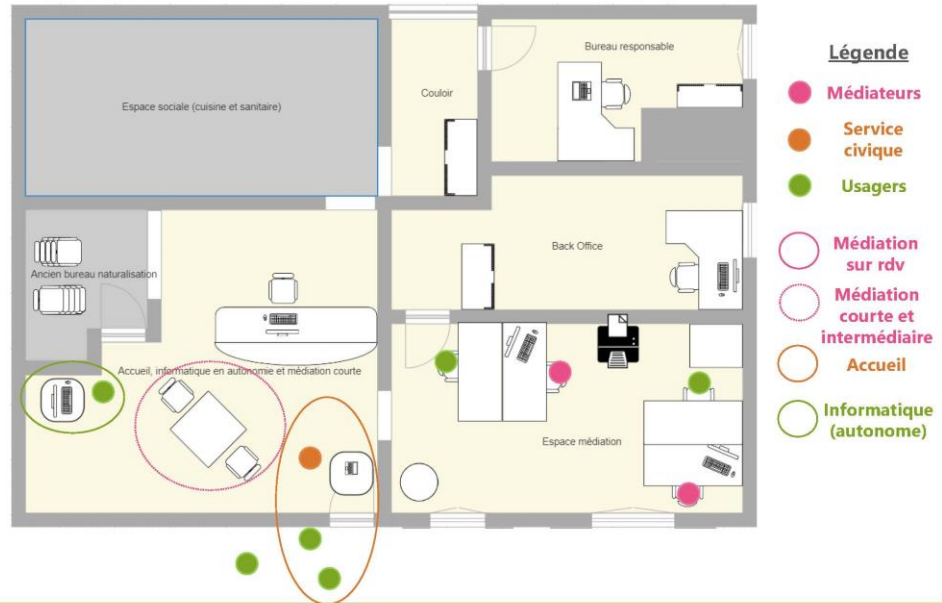 Bureau responsable
Espace sociale (cuisine et sanitaire)
Couloir
Ancien bureau naturalisation
Back Office
Accueil, informatique en autonomie et médiation courte
Espace médiation
Légende
Médiateurs
Service
civique
Usagers
Médiation
sur rdv
Médiation
courte et
intermédiaire
Accueil
Informatique
(autonome)